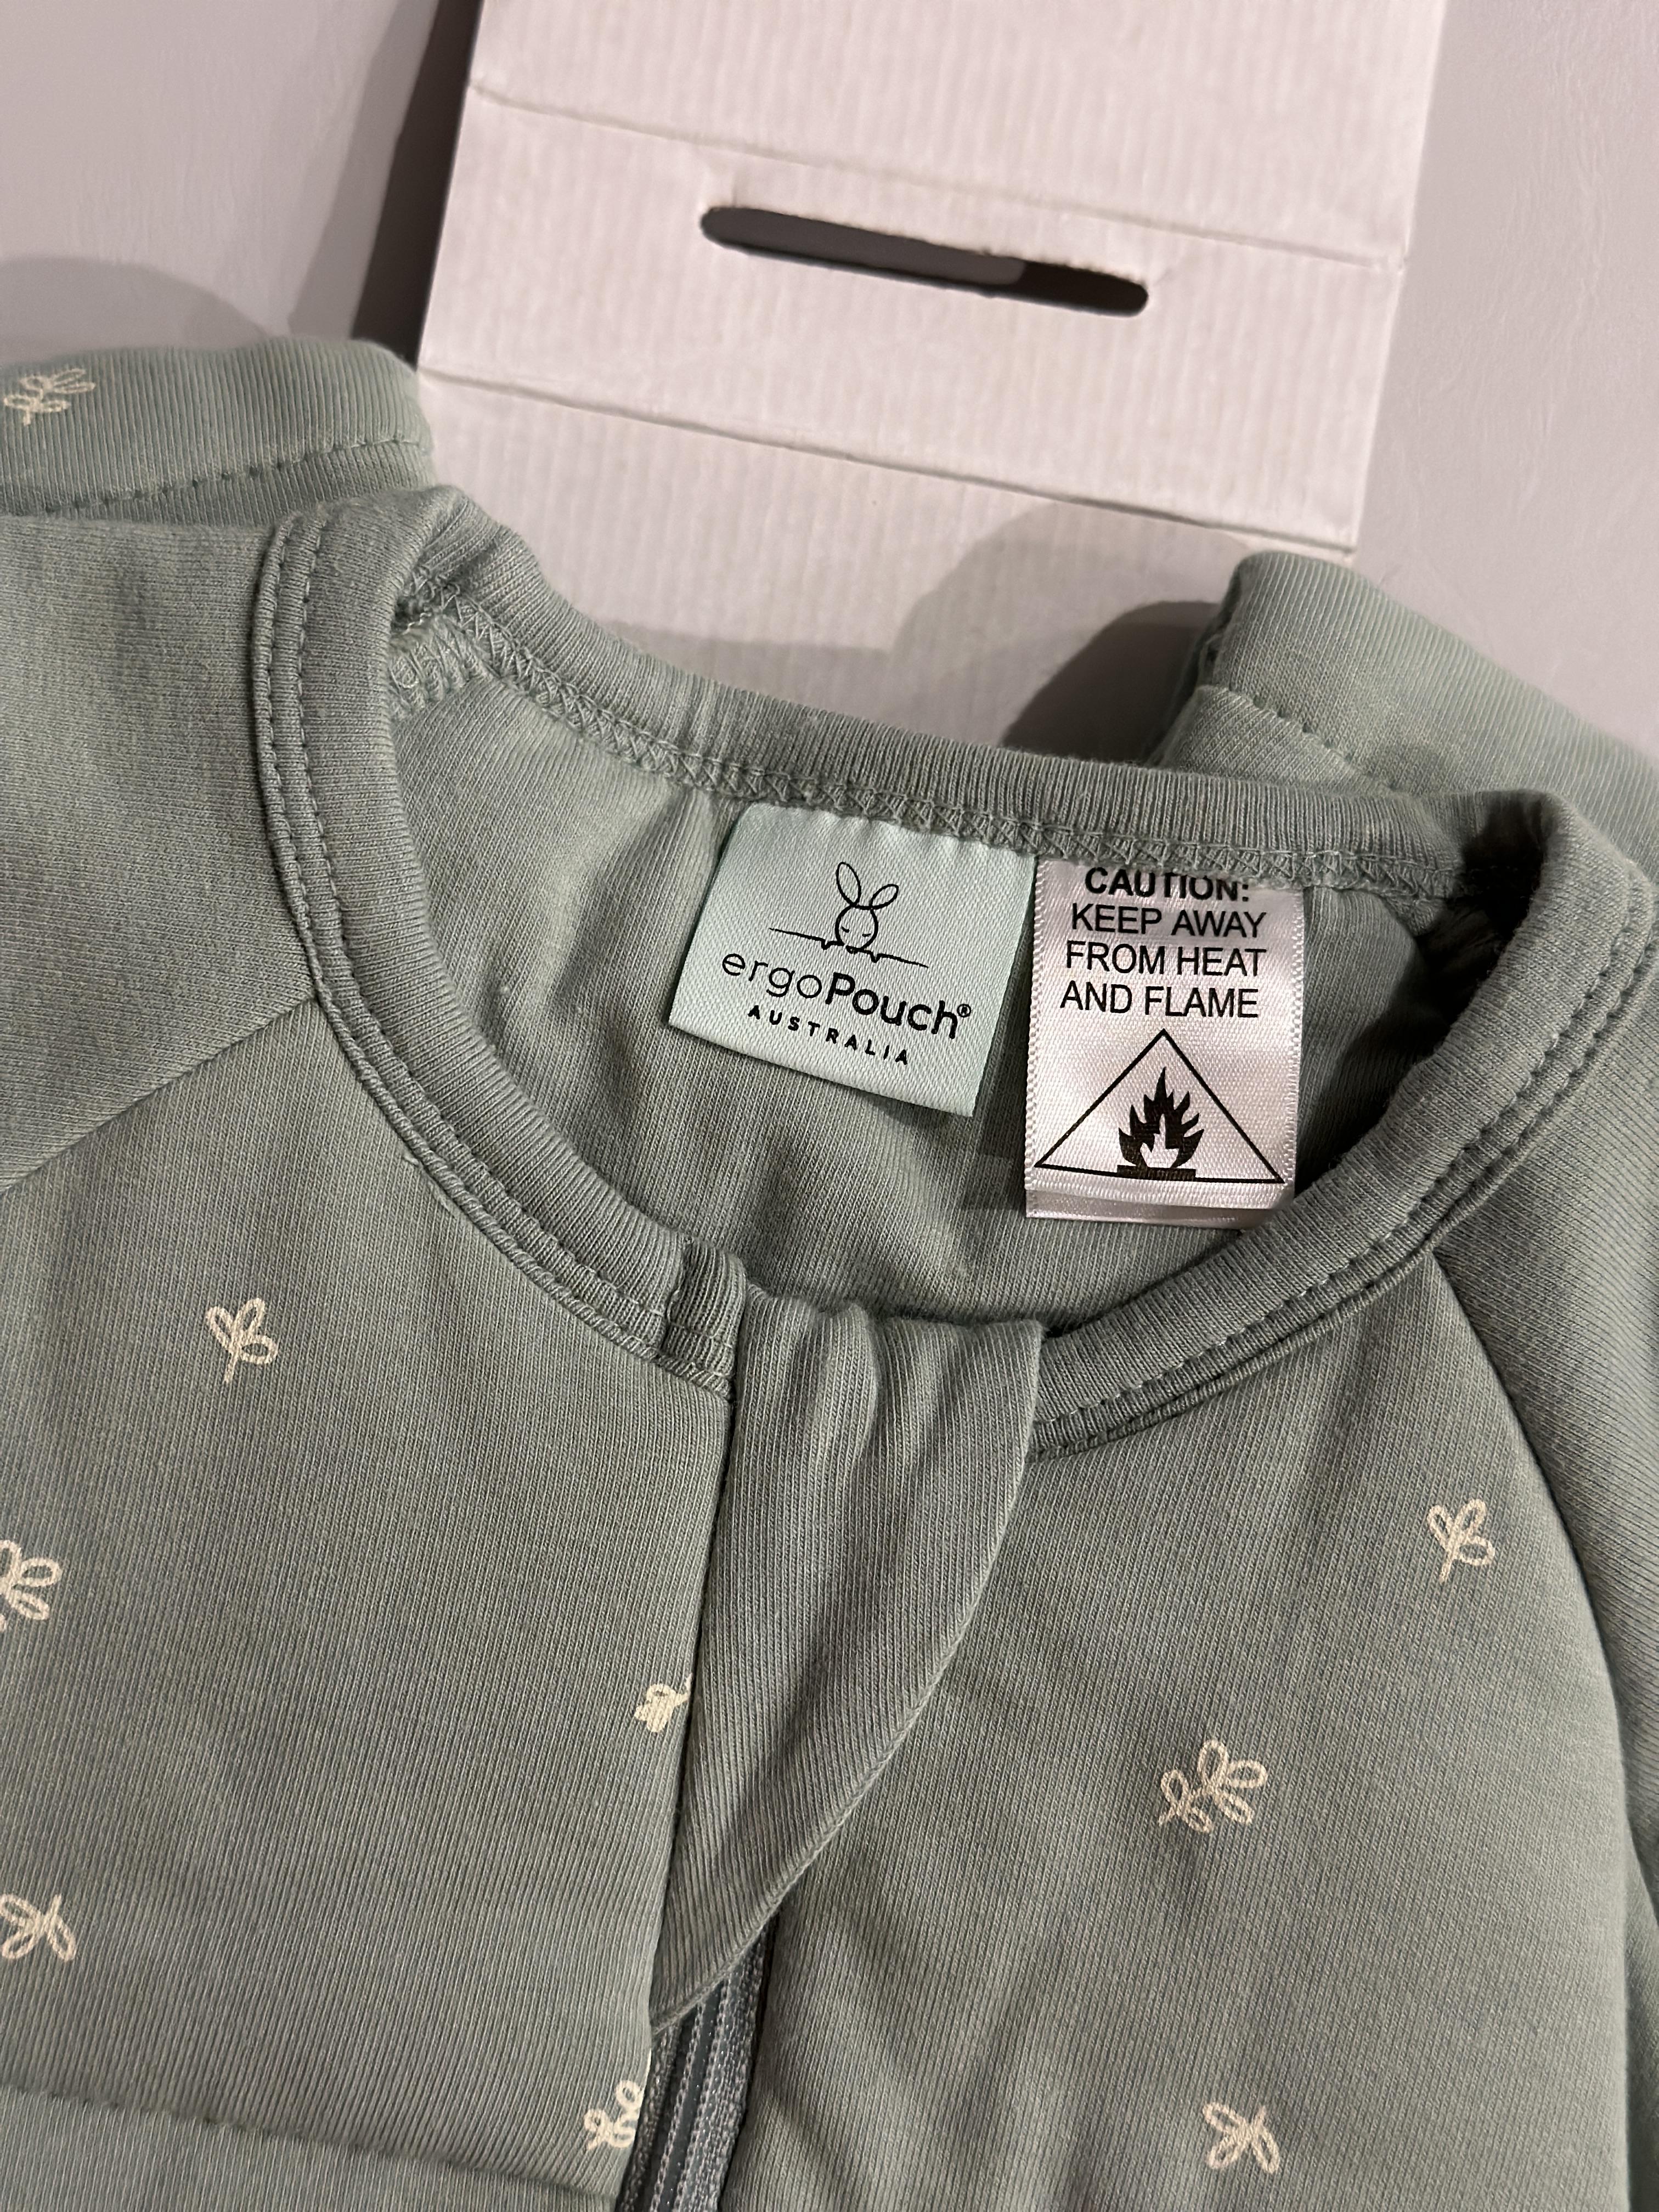 ergoPouch®
AUSTRALIA
CAUTION:
KEEP AWAY
FROM HEAT
AND FLAME